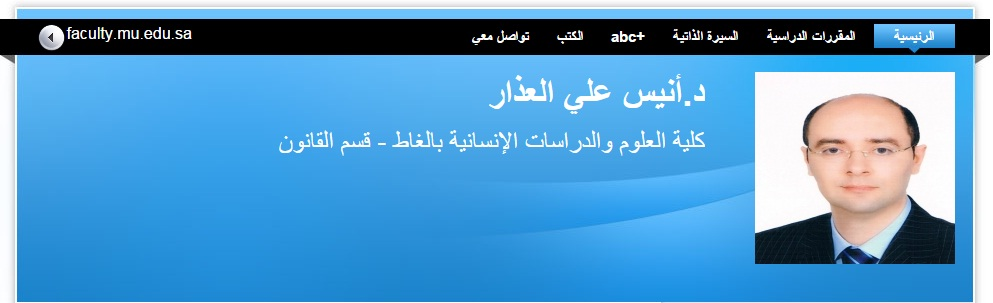 الرئيسية المقررات الدراسية السيرة الذاتية abc+ الكتب تواصل معي faculty.mu.edu.sa
د.أنيس علي العذار
كلية العلوم والدراسات الإنسانية بالغاط - قسم القانون